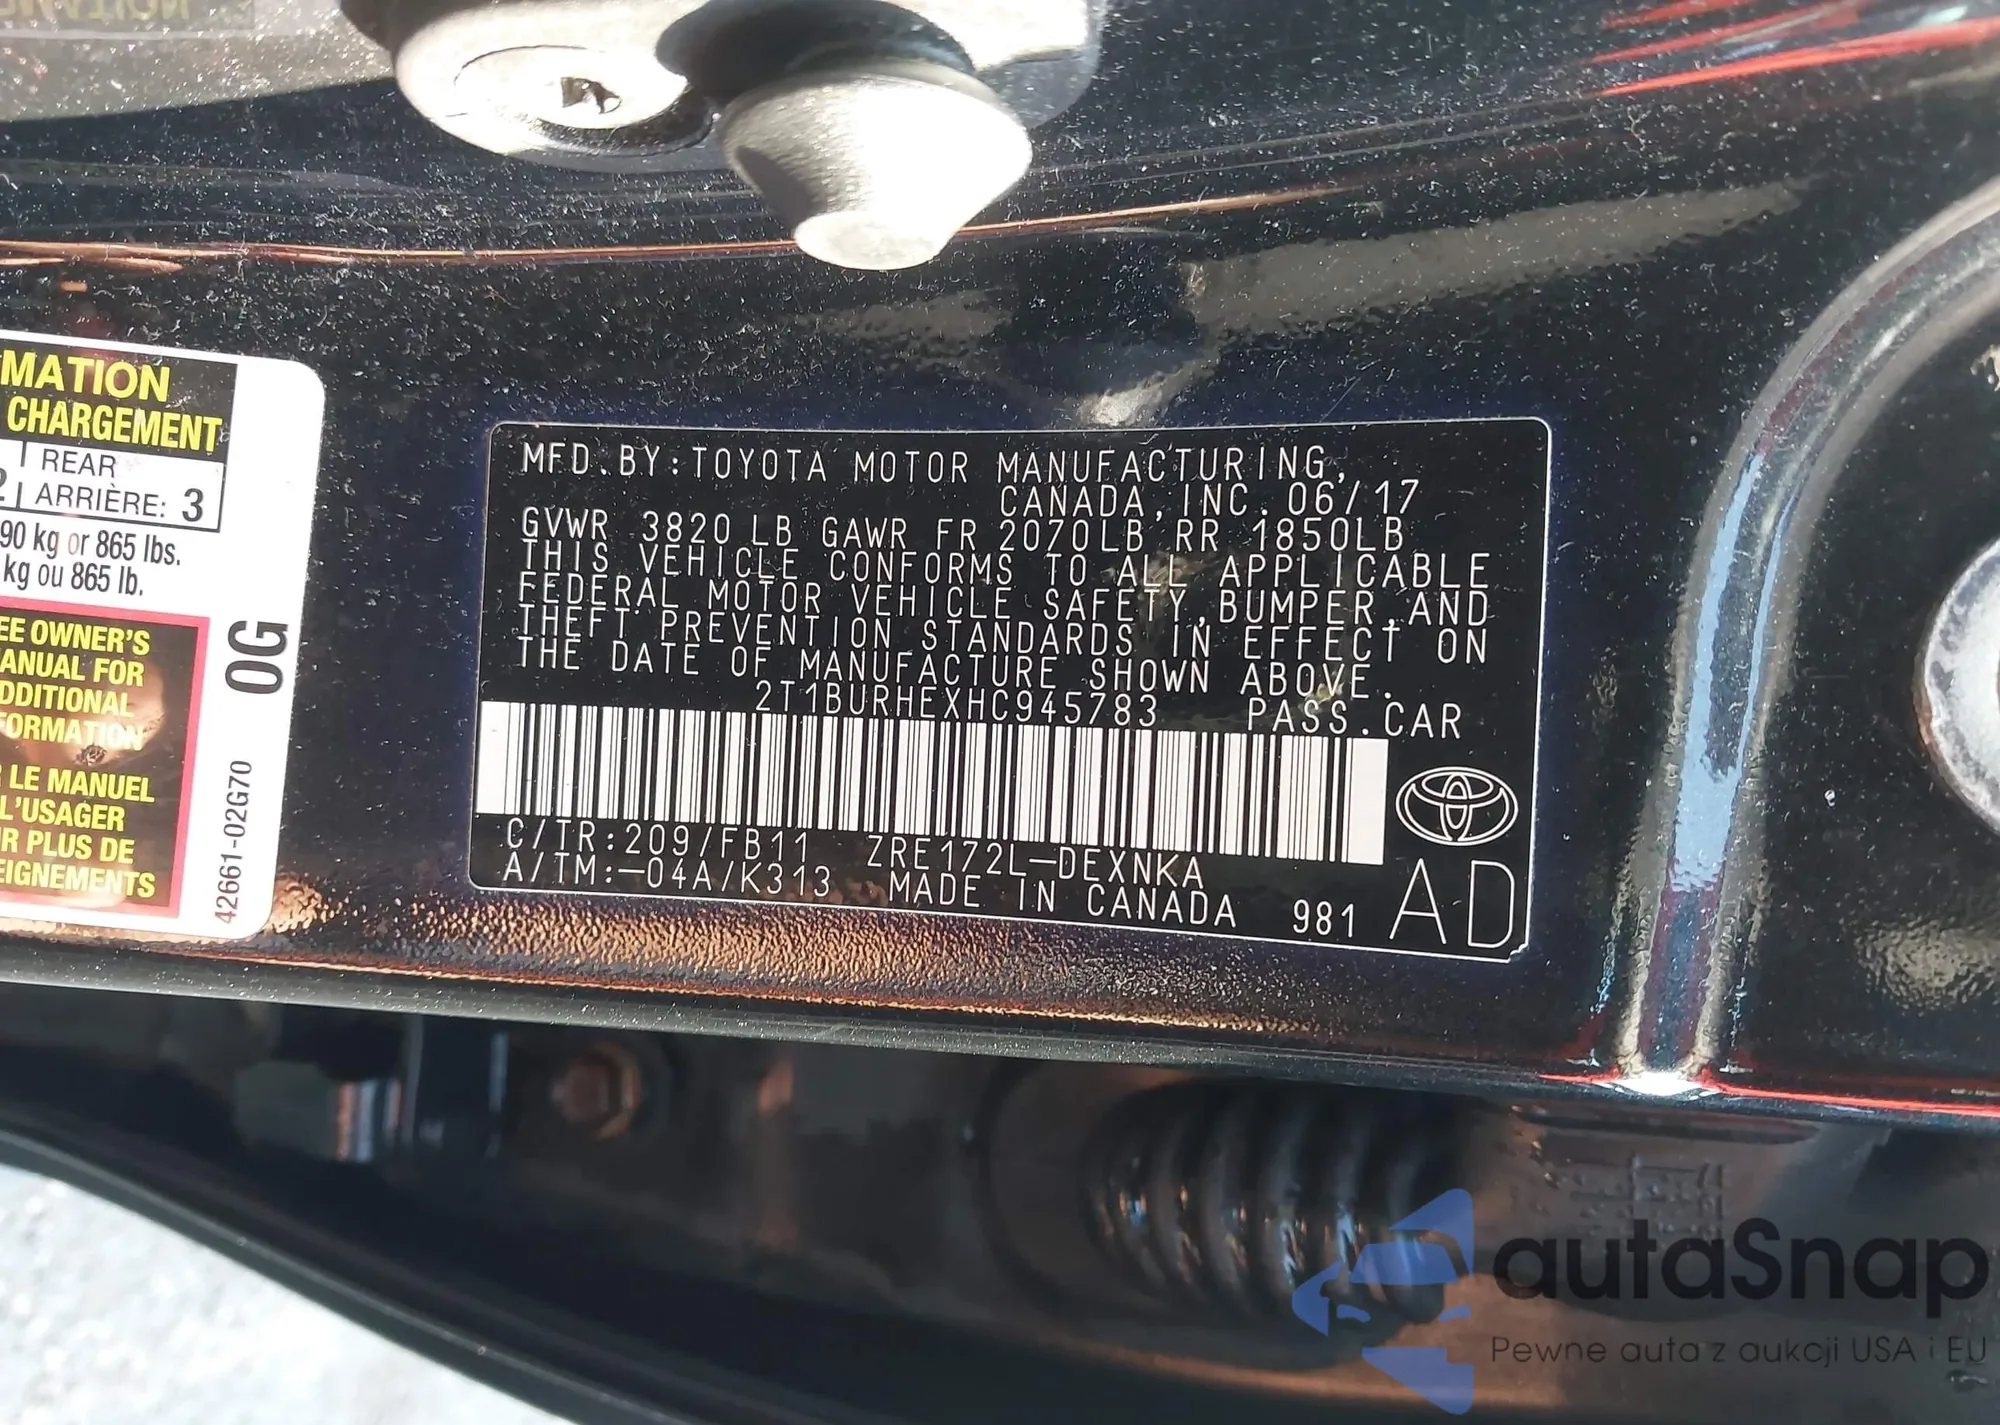 MATION
CHARGEMENT
REAR
ARRIÈRE: 3
90 kg or 865 lbs.
kg ou 865 lb.
EE OWNER'S
ANUAL FOR
DDITIONAL
FORMATION
LE MANUEL
L'USAGER
R PLUS DE
EIGNEMENTS
0G
42661-02G70
MFD.BY:TOYOTA MOTOR MANUFACTURING,
CANADA,INC. 06/17
GVWR 3820 LB GAWR FR 2070LB RR 1850LB
THIS VEHICLE CONFORMS TO ALL APPLICABLE
FEDERAL MOTOR VEHICLE SAFETY,BUMPER,AND
THEFT PREVENTION STANDARDS IN EFFECT ON
THE DATE OF MANUFACTURE SHOWN ABOVE.
2T1BURHEXHC945783 PASS.CAR
C/TR:209/FB11 ZRE172L-DEXNKA
A/TM:-04A/K313 MADE IN CANADA 981 AD
autaSnap
Pewne auta z aukcji USA i EU